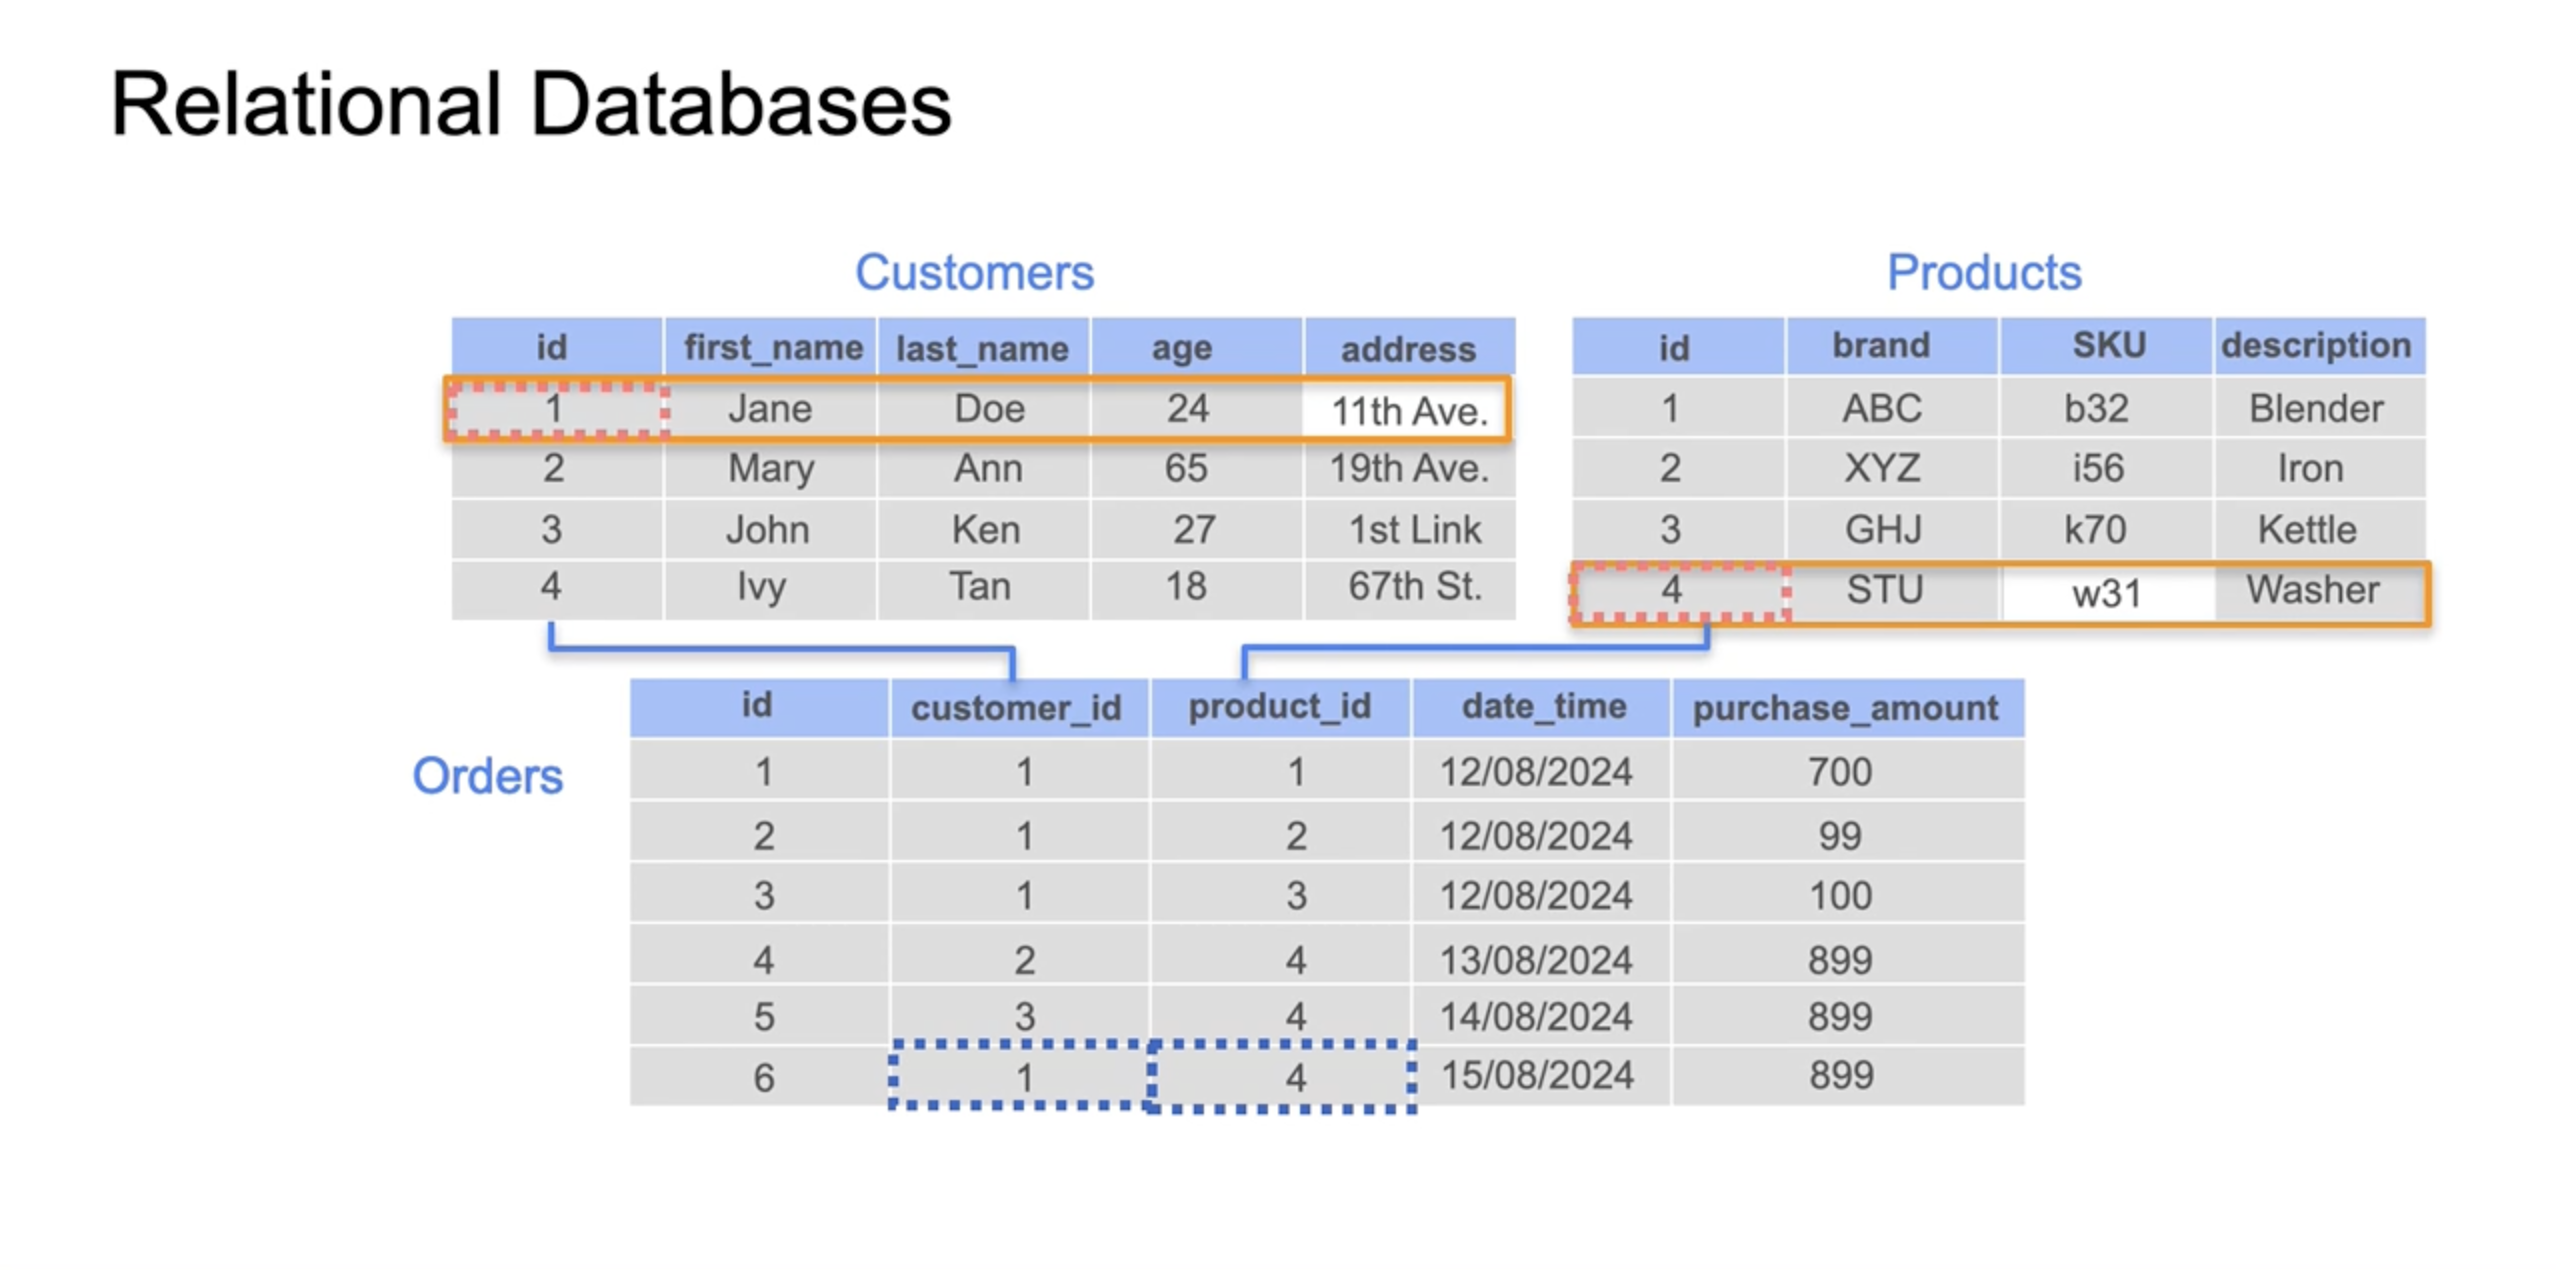 Relational Databases
Customers
id first_name last_name age address
1 Jane Doe 24 11th Ave.
2 Mary Ann 65 19th Ave.
3 John Ken 27 1st Link
4 Ivy Tan 18 67th St.
Products
id brand SKU description
1 ABC b32 Blender
2 XYZ i56 Iron
3 GHJ k70 Kettle
4 STU w31 Washer
Orders
id customer_id product_id date_time purchase_amount
1 1 1 12/08/2024 700
2 1 2 12/08/2024 99
3 1 3 12/08/2024 100
4 2 4 13/08/2024 899
5 3 4 14/08/2024 899
6 1 4 15/08/2024 899